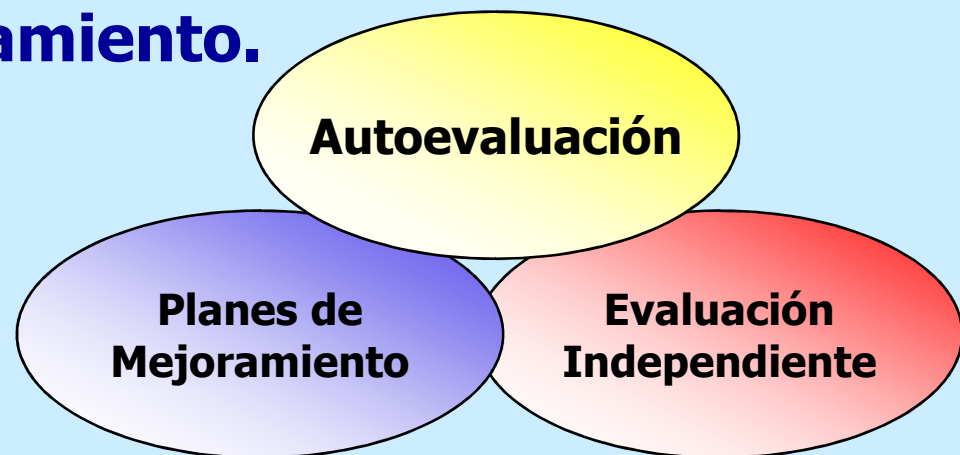 amiento.
Autoevaluación
Planes de
Mejoramiento
Evaluación
Independiente